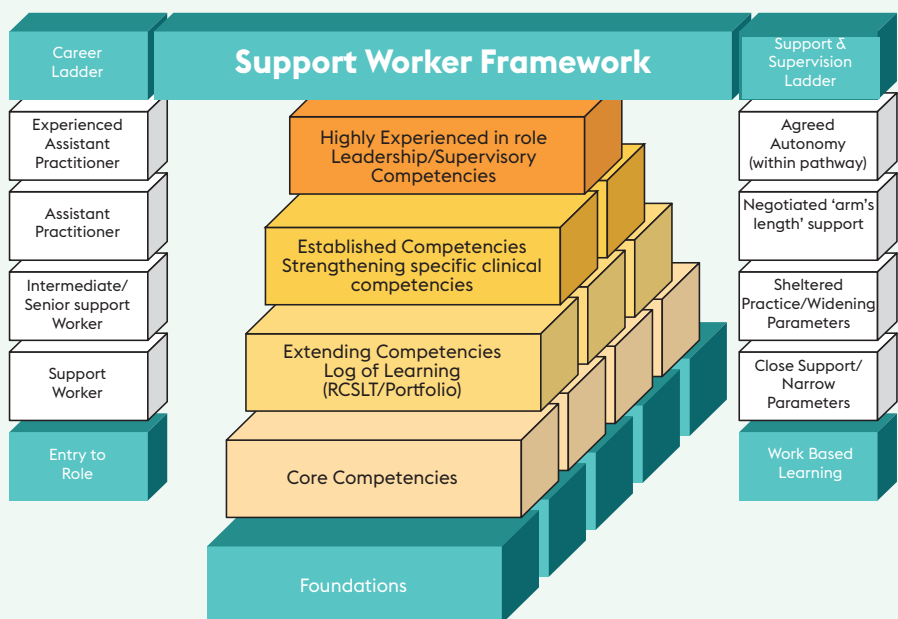 Career
Ladder
Support Worker Framework
Support &
Supervision
Ladder
Experienced
Assistant
Practitioner
Assistant
Practitioner
Intermediate/
Senior support
Worker
Support
Worker
Entry to
Role
Highly Experienced in role
Leadership/Supervisory
Competencies
Established Competencies
Strengthening specific clinical
competencies
Extending Competencies
Log of Learning
(RCSLT/Portfolio)
Core Competencies
Foundations
Agreed
Autonomy
(within pathway)
Negotiated ‘arm’s
length’ support
Sheltered
Practice/Widening
Parameters
Close Support/
Narrow
Parameters
Work Based
Learning